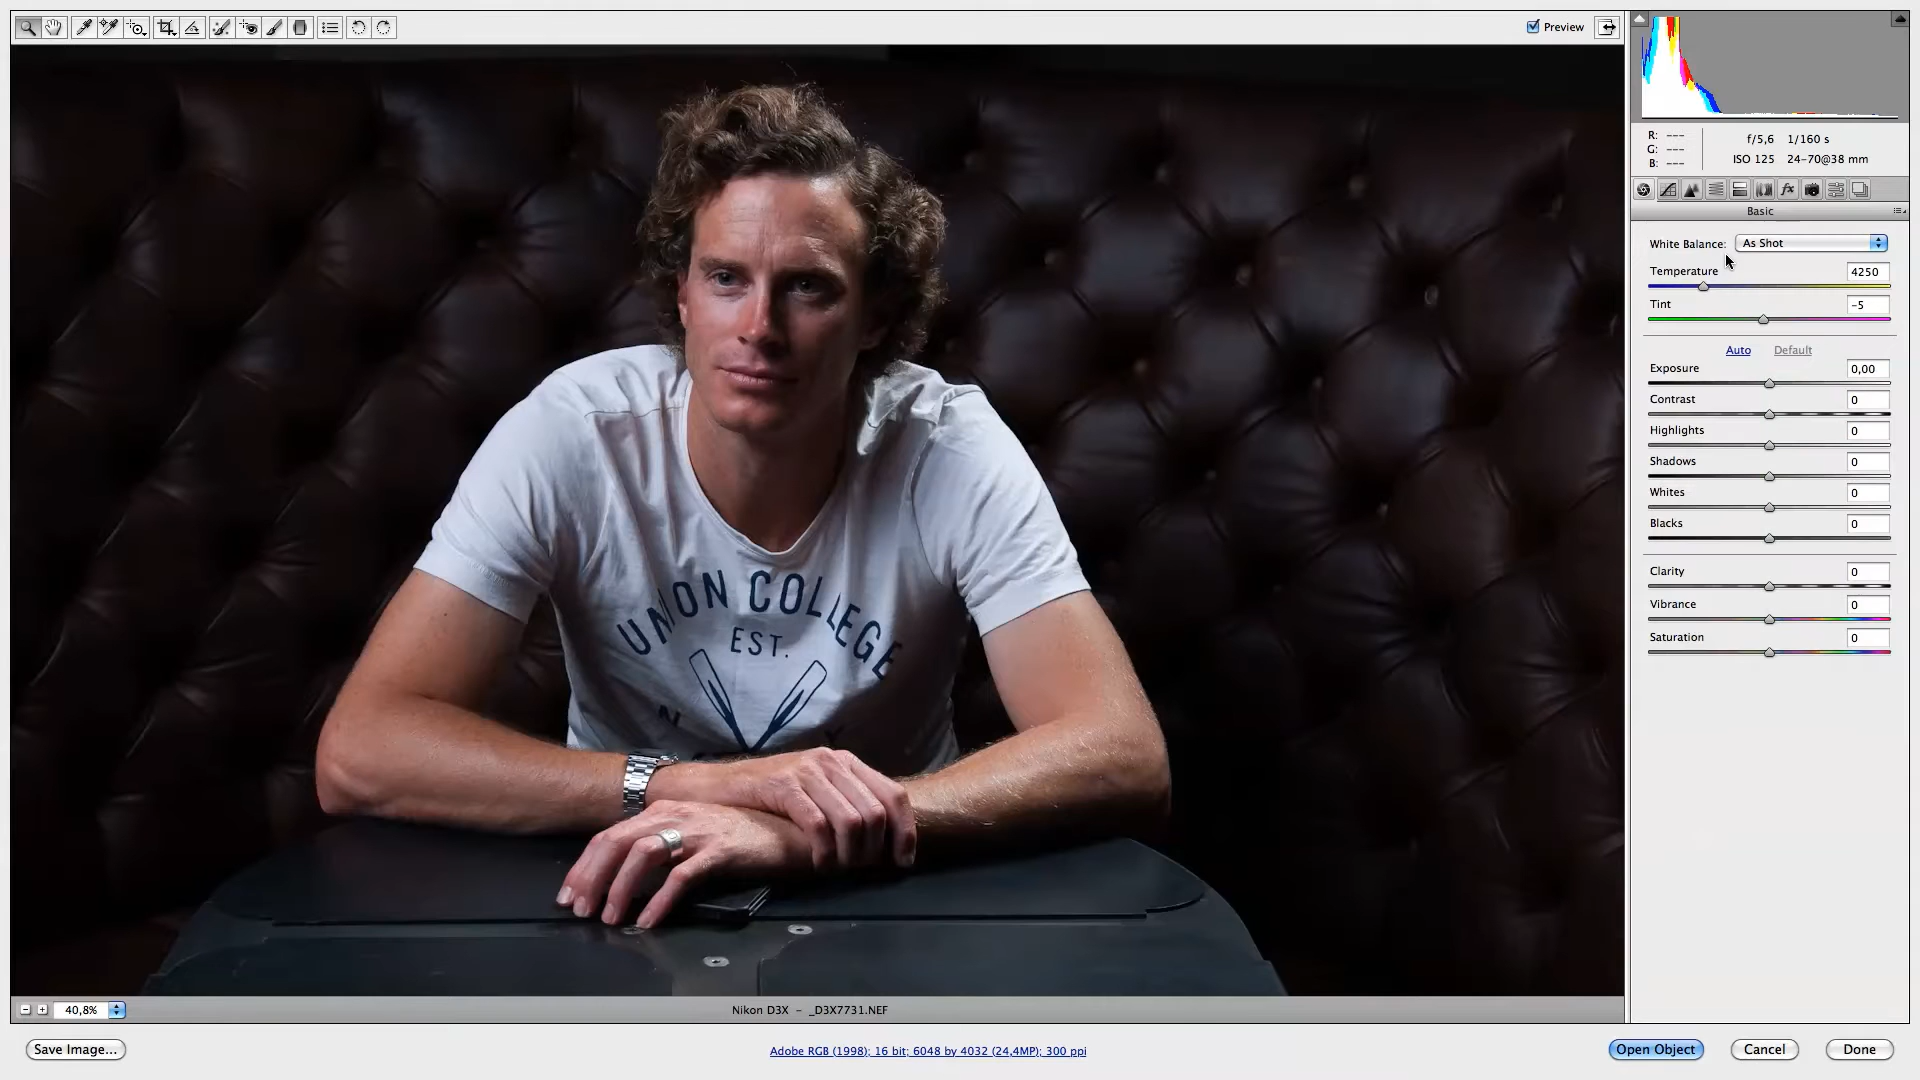 Preview
R: ---
G: ---
B: ---
f/5,6 1/160 s
ISO 125 24-70@38 mm
fx
Basic
White Balance: As Shot
Temperature 4250
Tint -5
Auto Default
Exposure 0,00
Contrast 0
Highlights 0
Shadows 0
Whites 0
Blacks 0
Clarity 0
Vibrance 0
Saturation 0
UNION COLLEGE
EST.
N Y
40,8%
Nikon D3X - _D3X7731.NEF
Save Image...
Adobe RGB (1998); 16 bit; 6048 by 4032 (24,4MP); 300 ppi
Open Object Cancel Done